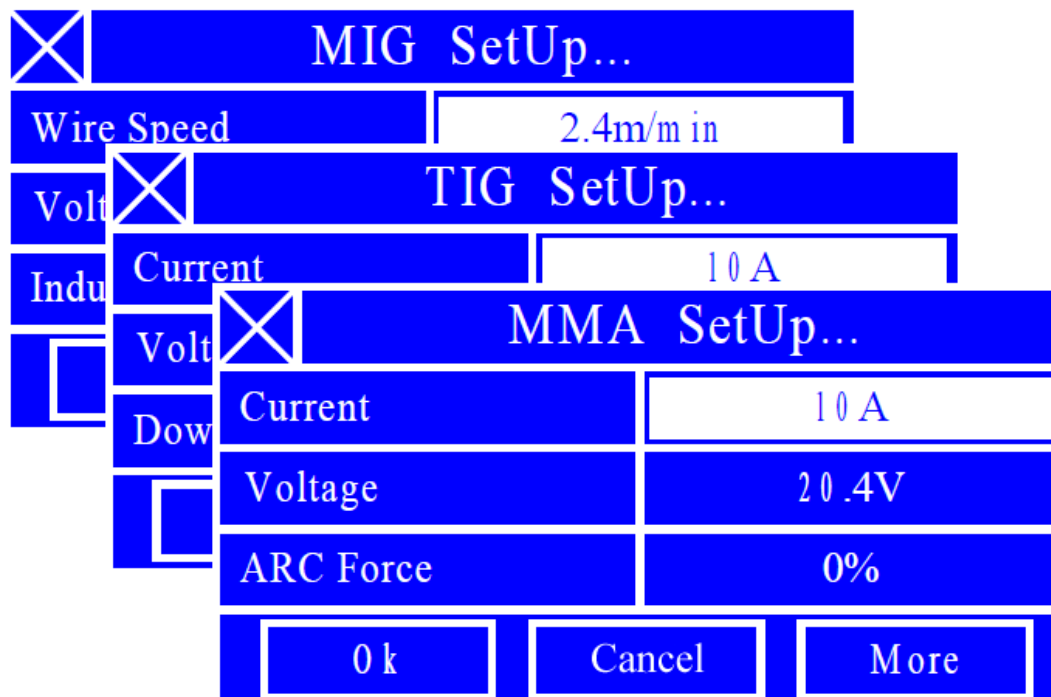 MIG SetUp...
Wire Speed 2.4m/min
Volt
Indu
TIG SetUp...
Current 10A
Volt
Dow
MMA SetUp...
Current 10A
Voltage 20.4V
ARC Force 0%
Ok Cancel More